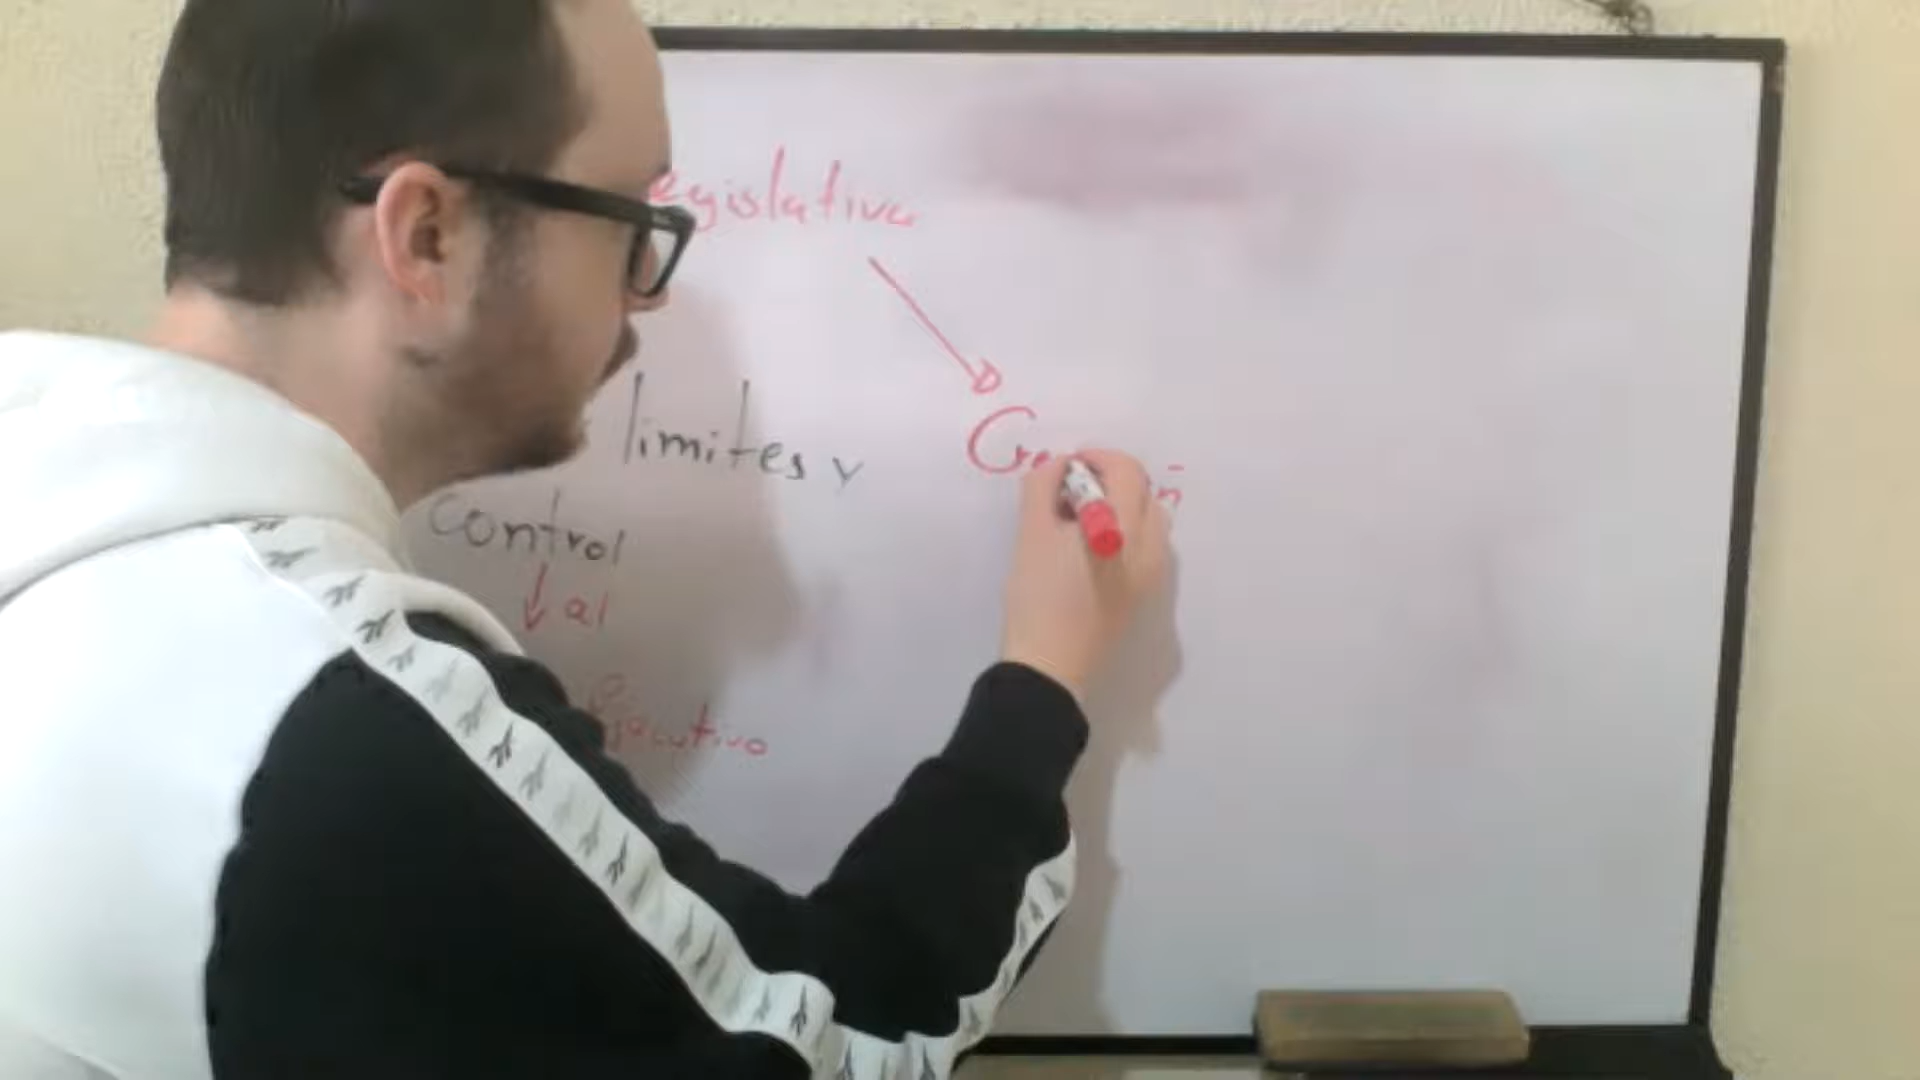 egislativo
limites y
control
al
Ejecutivo